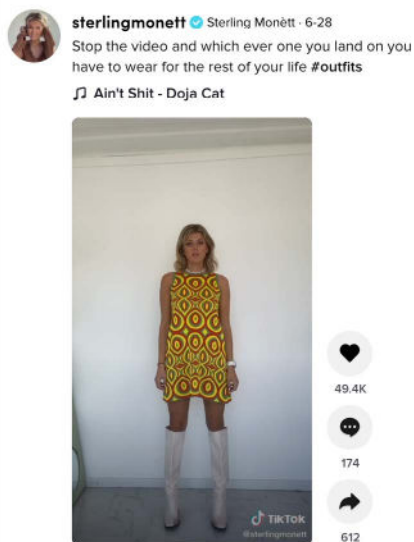 sterlingmonett Sterling Monètt · 6-28
Stop the video and which ever one you land on you
have to wear for the rest of your life #outfits
Ain't Shit - Doja Cat
49.4K
174
TikTok
@sterlingmonett
612